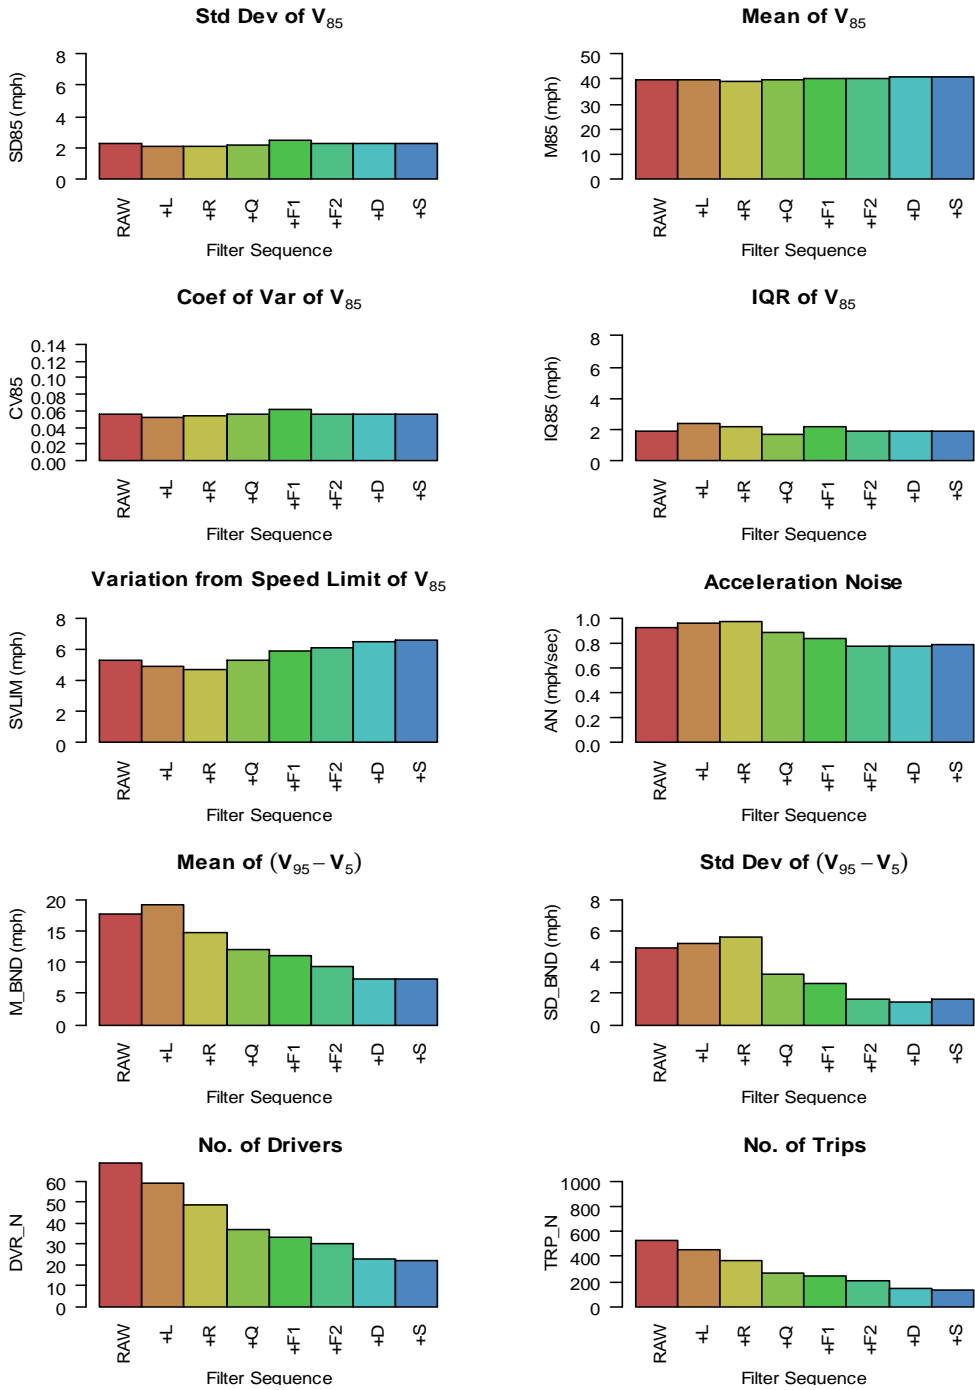 Std Dev of V85
SD85 (mph)
8
6
4
2
0
RAW
+L
+R
+Q
+F1
+F2
+D
+S
Filter Sequence
Mean of V85
M85 (mph)
50
40
30
20
10
0
RAW
+L
+R
+Q
+F1
+F2
+D
+S
Filter Sequence
Coef of Var of V85
CV85
0.14
0.12
0.10
0.08
0.06
0.04
0.02
0.00
RAW
+L
+R
+Q
+F1
+F2
+D
+S
Filter Sequence
IQR of V85
IQ85 (mph)
8
6
4
2
0
RAW
+L
+R
+Q
+F1
+F2
+D
+S
Filter Sequence
Variation from Speed Limit of V85
SVLIM (mph)
8
6
4
2
0
RAW
+L
+R
+Q
+F1
+F2
+D
+S
Filter Sequence
Acceleration Noise
AN (mph/sec)
1.0
0.8
0.6
0.4
0.2
0.0
RAW
+L
+R
+Q
+F1
+F2
+D
+S
Filter Sequence
Mean of (V95 − V5)
M_BND (mph)
20
15
10
5
0
RAW
+L
+R
+Q
+F1
+F2
+D
+S
Filter Sequence
Std Dev of (V95 − V5)
SD_BND (mph)
8
6
4
2
0
RAW
+L
+R
+Q
+F1
+F2
+D
+S
Filter Sequence
No. of Drivers
DVR_N
60
50
40
30
20
10
0
RAW
+L
+R
+Q
+F1
+F2
+D
+S
Filter Sequence
No. of Trips
TRP_N
1000
800
600
400
200
0
RAW
+L
+R
+Q
+F1
+F2
+D
+S
Filter Sequence